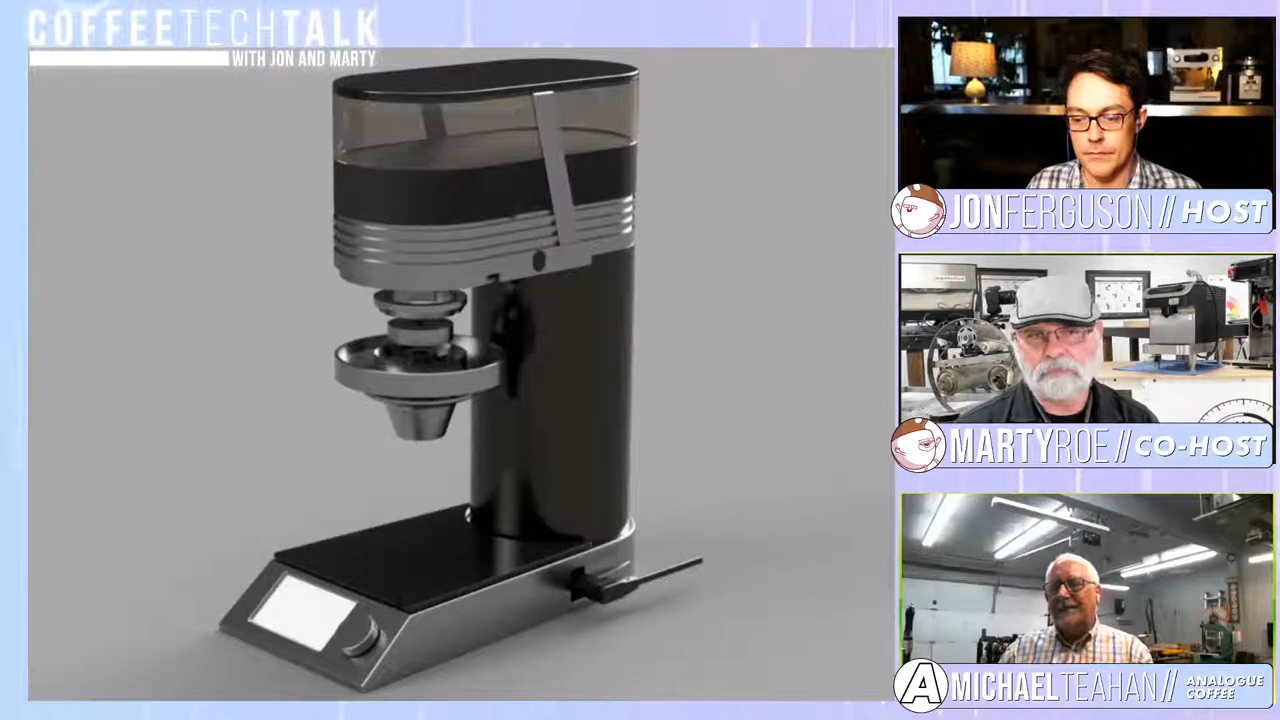 COFFEETECHTALK
WITH JON AND MARTY
JONFERGUSON // HOST
MARTYROE // CO-HOST
A MICHAELTEAHAN // ANALOGUE
COFFEE